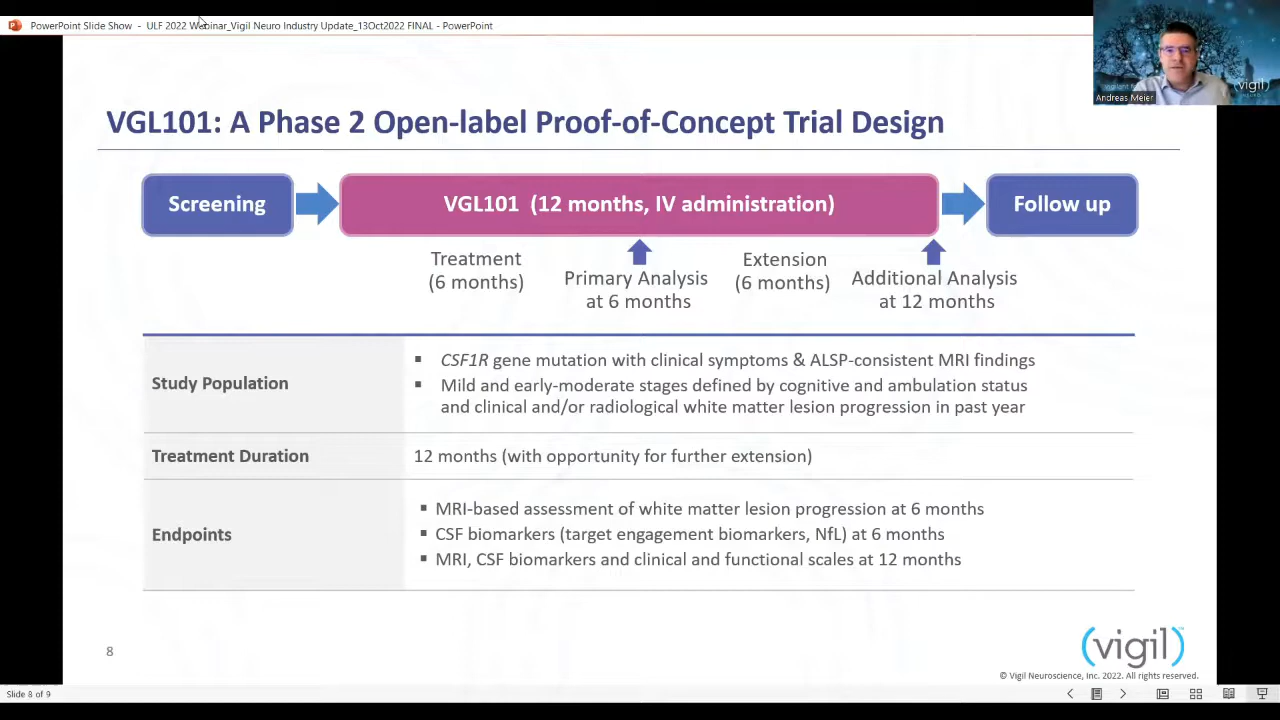 PowerPoint Slide Show - ULF 2022 Webinar_Vigil Neuro Industry Update_13Oct2022 FINAL - PowerPoint
Andreas Meier
(vigil
VGL101: A Phase 2 Open-label Proof-of-Concept Trial Design
Screening
VGL101 (12 months, IV administration)
Follow up
Treatment
(6 months)
Primary Analysis
at 6 months
Extension
(6 months)
Additional Analysis
at 12 months
Study Population
▪ CSF1R gene mutation with clinical symptoms & ALSP-consistent MRI findings
▪ Mild and early-moderate stages defined by cognitive and ambulation status
and clinical and/or radiological white matter lesion progression in past year
Treatment Duration
12 months (with opportunity for further extension)
Endpoints
▪ MRI-based assessment of white matter lesion progression at 6 months
▪ CSF biomarkers (target engagement biomarkers, NfL) at 6 months
▪ MRI, CSF biomarkers and clinical and functional scales at 12 months
8
(vigil)™
© Vigil Neuroscience, Inc. 2022. All rights reserved.
Slide 8 of 9